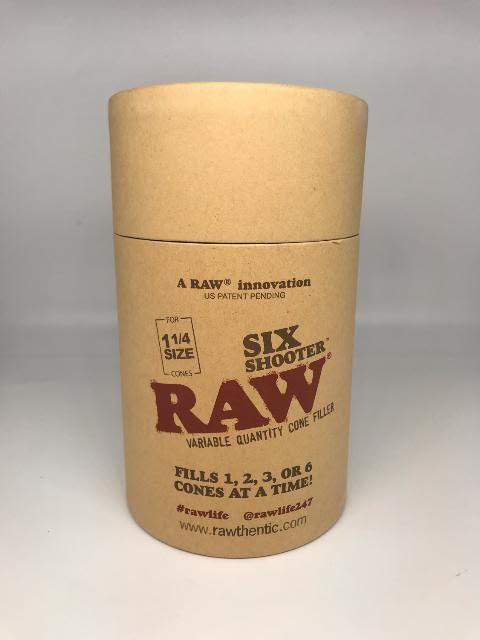 A RAW® innovation
US PATENT PENDING
FOR
1 1/4
SIZE
CONES
SIX
SHOOTER™
RAW®
VARIABLE QUANTITY CONE FILLER
FILLS 1, 2, 3, OR 6
CONES AT A TIME!
#rawlife @rawlife247
www.rawthentic.com